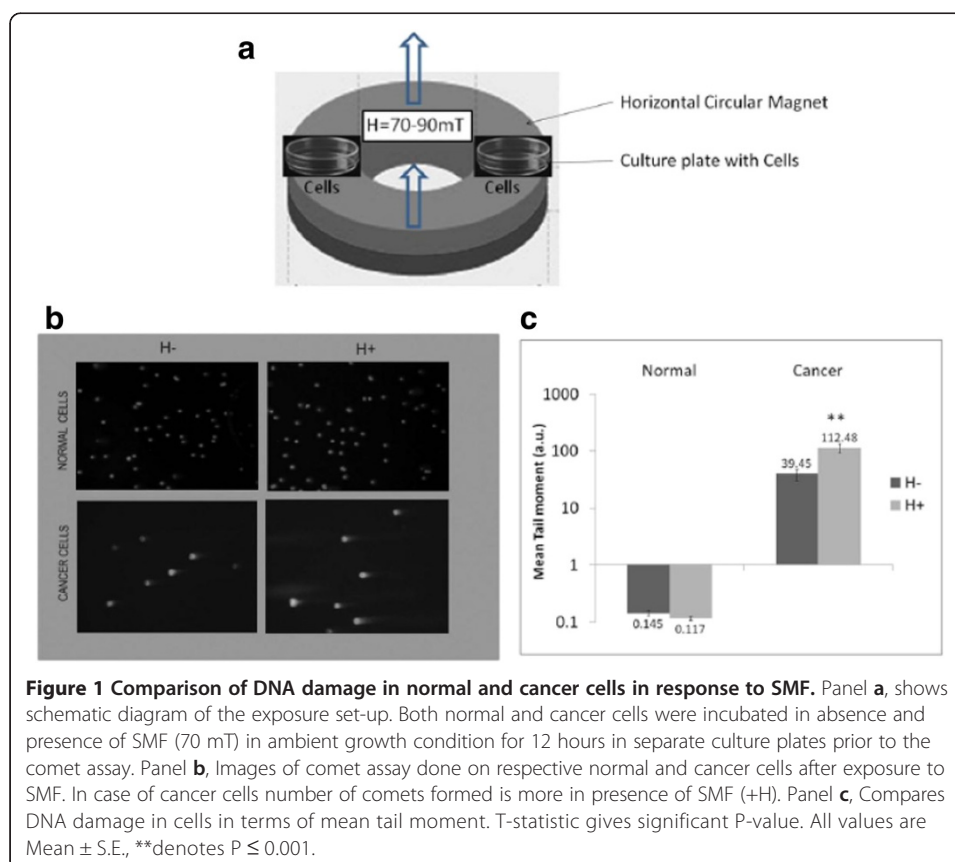 a
H=70-90mT
Horizontal Circular Magnet
Culture plate with Cells
Cells
Cells
b
H-
H+
NORMAL CELLS
CANCER CELLS
c
Normal
Cancer
Mean Tail moment (a.u.)
1000
100
10
1
0.1
0.145
0.117
39.45
**
112.48
H-
H+
Figure 1 Comparison of DNA damage in normal and cancer cells in response to SMF. Panel a, shows
schematic diagram of the exposure set-up. Both normal and cancer cells were incubated in absence and
presence of SMF (70 mT) in ambient growth condition for 12 hours in separate culture plates prior to the
comet assay. Panel b, Images of comet assay done on respective normal and cancer cells after exposure to
SMF. In case of cancer cells number of comets formed is more in presence of SMF (+H). Panel c, Compares
DNA damage in cells in terms of mean tail moment. T-statistic gives significant P-value. All values are
Mean ± S.E., **denotes P ≤ 0.001.